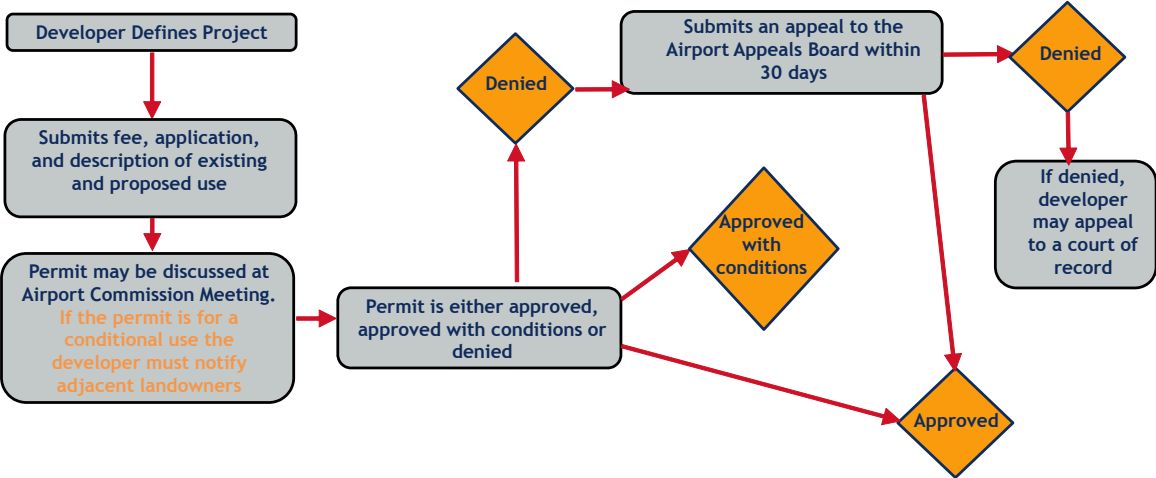 Developer Defines Project
Submits fee, application,
and description of existing
and proposed use
Permit may be discussed at
Airport Commission Meeting.
If the permit is for a
conditional use the
developer must notify
adjacent landowners
Permit is either approved,
approved with conditions or
denied
Denied
Approved
with
conditions
Submits an appeal to the
Airport Appeals Board within
30 days
Denied
If denied,
developer
may appeal
to a court of
record
Approved